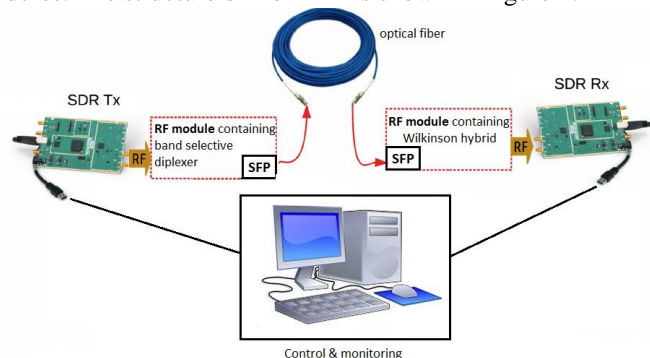 optical fiber
SDR Tx
SDR Rx
RF
RF module containing
band selective
diplexer
SFP
RF module containing
Wilkinson hybrid
SFP
RF
Control & monitoring